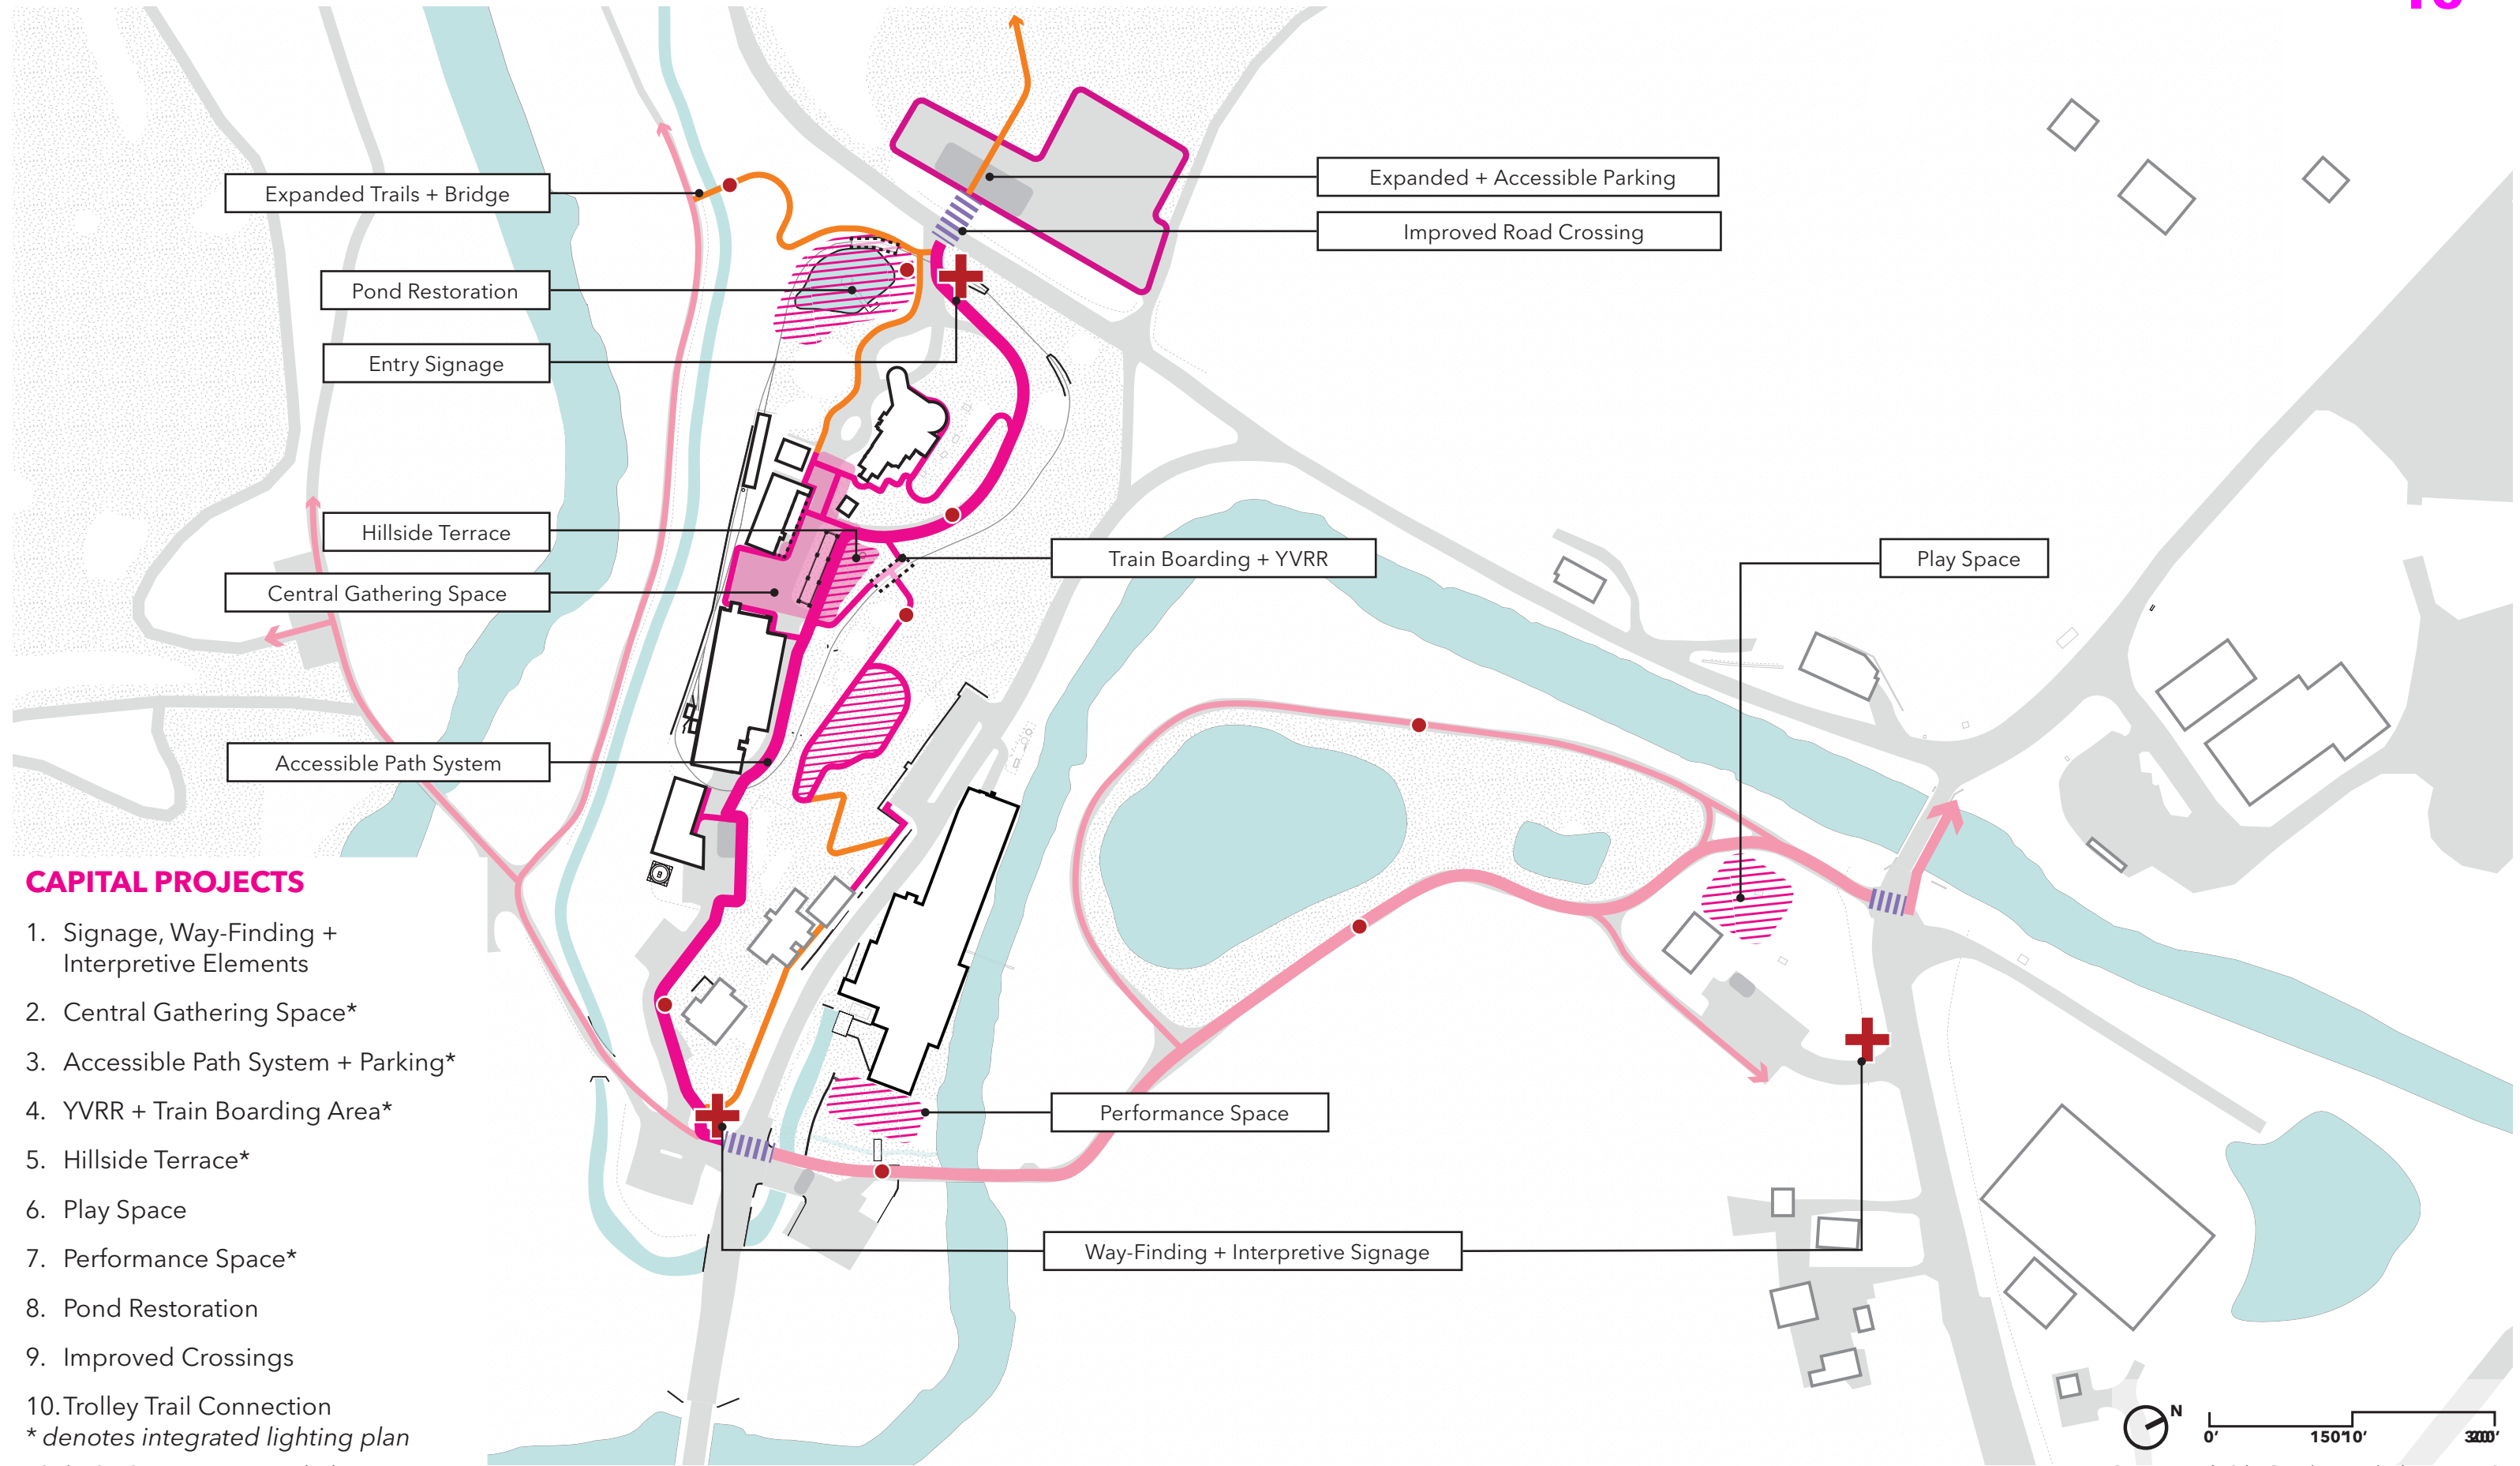 Expanded Trails + Bridge
Expanded + Accessible Parking
Improved Road Crossing
Pond Restoration
Entry Signage
Hillside Terrace
Train Boarding + YVRR
Play Space
Central Gathering Space
Accessible Path System
Performance Space
Way-Finding + Interpretive Signage
CAPITAL PROJECTS
1. Signage, Way-Finding +
Interpretive Elements
2. Central Gathering Space*
3. Accessible Path System + Parking*
4. YVRR + Train Boarding Area*
5. Hillside Terrace*
6. Play Space
7. Performance Space*
8. Pond Restoration
9. Improved Crossings
10. Trolley Trail Connection
* denotes integrated lighting plan
N
0'